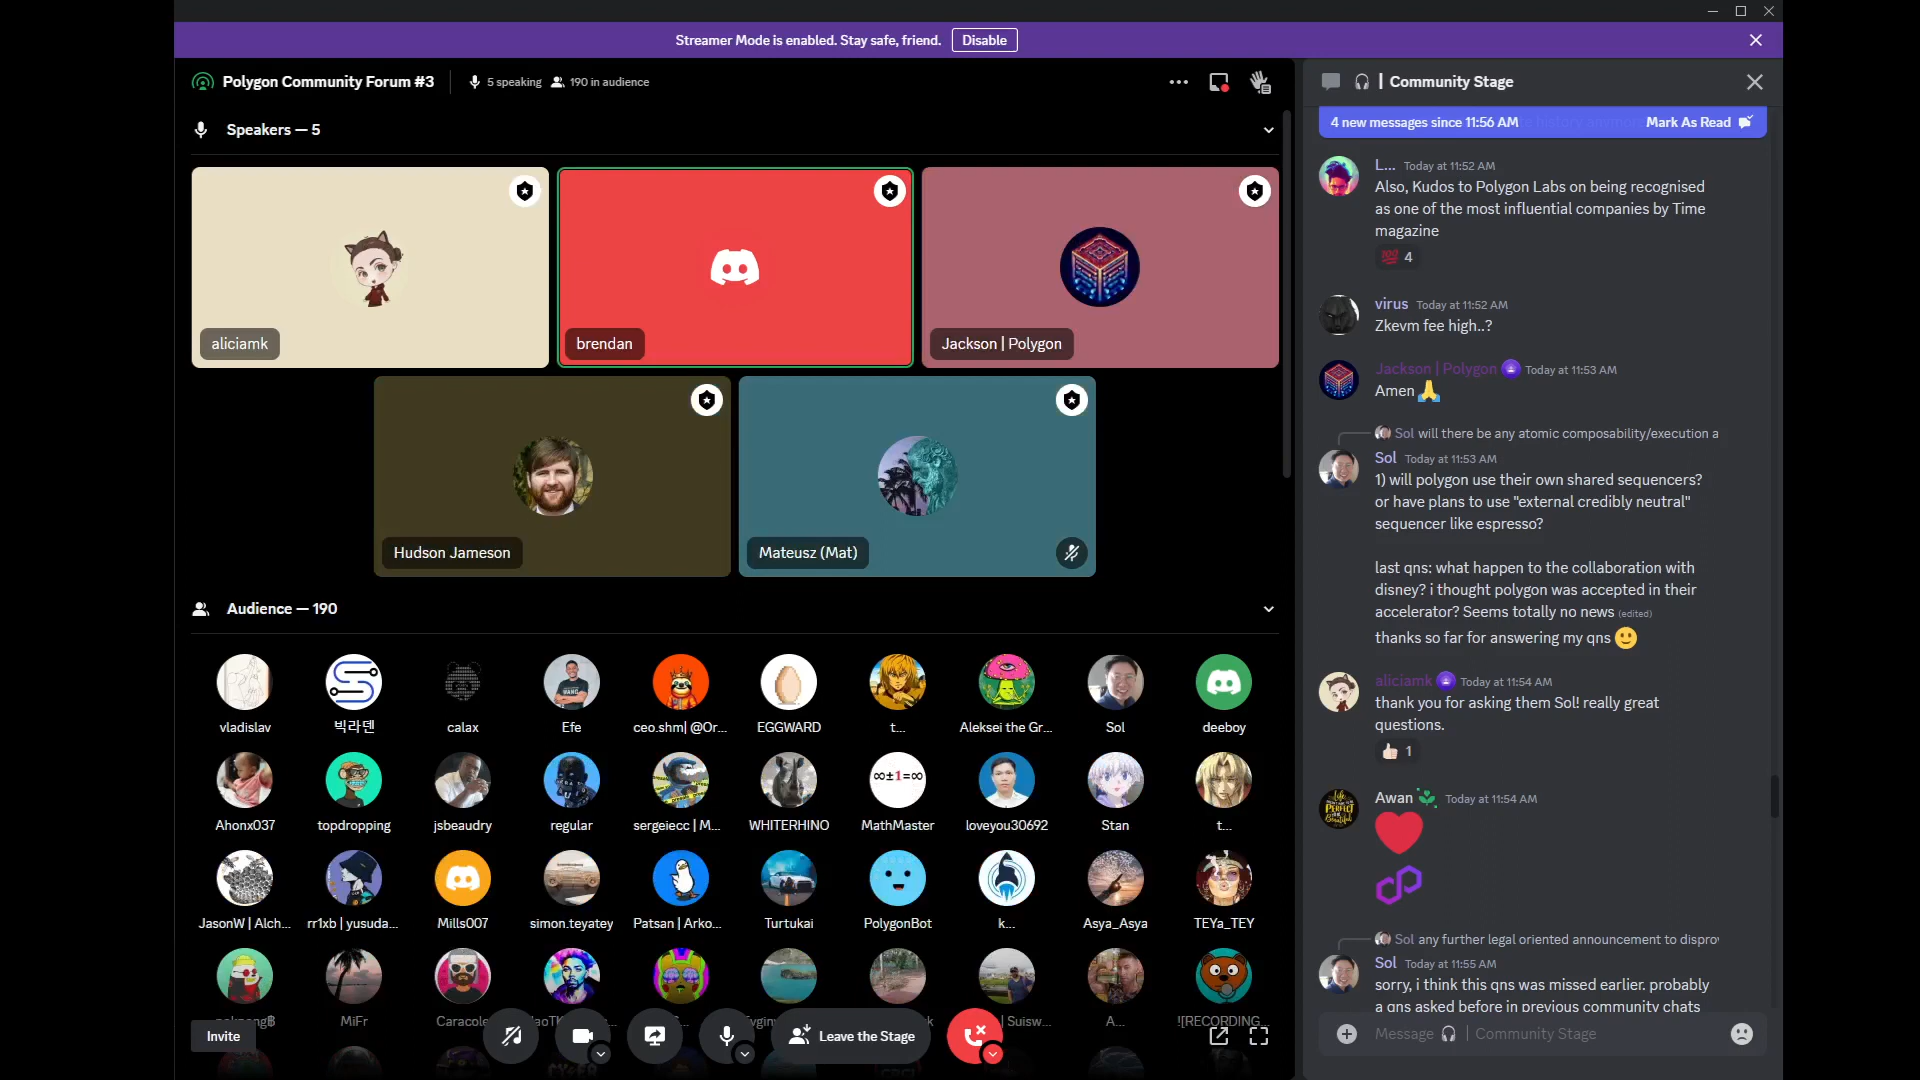 Streamer Mode is enabled. Stay safe, friend. Disable
Polygon Community Forum #3 5 speaking 190 in audience
Speakers — 5
aliciamk
brendan
Jackson | Polygon
Hudson Jameson
Mateusz (Mat)
Audience — 190
vladislav 빅라덴 calax Efe ceo.shm| @Or... EGGWARD t... Aleksei the Gr... Sol deeboy
∞±1=∞
Ahonx037 topdropping jsbeaudry regular sergeiecc | M... WHITERHINO MathMaster loveyou30692 Stan t...
JasonW | Alch... rr1xb | yusuda... Mills007 simon.teyatey Patsan | Arko... Turtukai PolygonBot k... Asya_Asya TEYa_TEY
MiFr Caracole | Suisw... A... ![RECORDING...
Invite Leave the Stage
| Community Stage
4 new messages since 11:56 AM Mark As Read
L... Today at 11:52 AM
Also, Kudos to Polygon Labs on being recognised
as one of the most influential companies by Time
magazine
100 4
virus Today at 11:52 AM
Zkevm fee high..?
Jackson | Polygon Today at 11:53 AM
Amen
Sol will there be any atomic composability/execution a
Sol Today at 11:53 AM
1) will polygon use their own shared sequencers?
or have plans to use "external credibly neutral"
sequencer like espresso?
last qns: what happen to the collaboration with
disney? i thought polygon was accepted in their
accelerator? Seems totally no news (edited)
thanks so far for answering my qns
aliciamk Today at 11:54 AM
thank you for asking them Sol! really great
questions.
1
Awan Today at 11:54 AM
Sol any further legal oriented announcement to disprov
Sol Today at 11:55 AM
sorry, i think this qns was missed earlier. probably
a qns asked before in previous community chats
Message | Community Stage